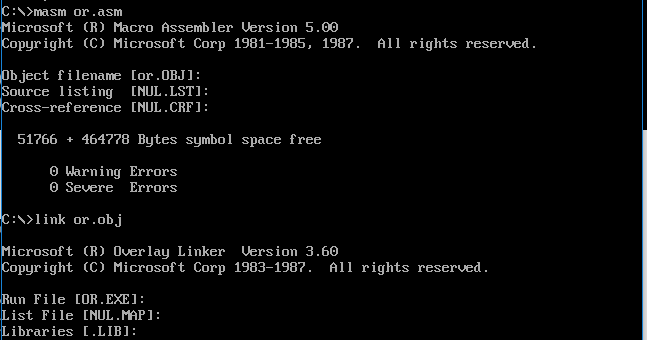 C:\>masm or.asm
Microsoft (R) Macro Assembler Version 5.00
Copyright (C) Microsoft Corp 1981-1985, 1987.  All rights reserved.
Object filename [or.OBJ]:
Source listing  [NUL.LST]:
Cross-reference [NUL.CRF]:
51766 + 464778 Bytes symbol space free
0 Warning Errors
0 Severe  Errors
C:\>link or.obj
Microsoft (R) Overlay Linker  Version 3.60
Copyright (C) Microsoft Corp 1983-1987.  All rights reserved.
Run File [OR.EXE]:
List File [NUL.MAP]:
Libraries [.LIB]: